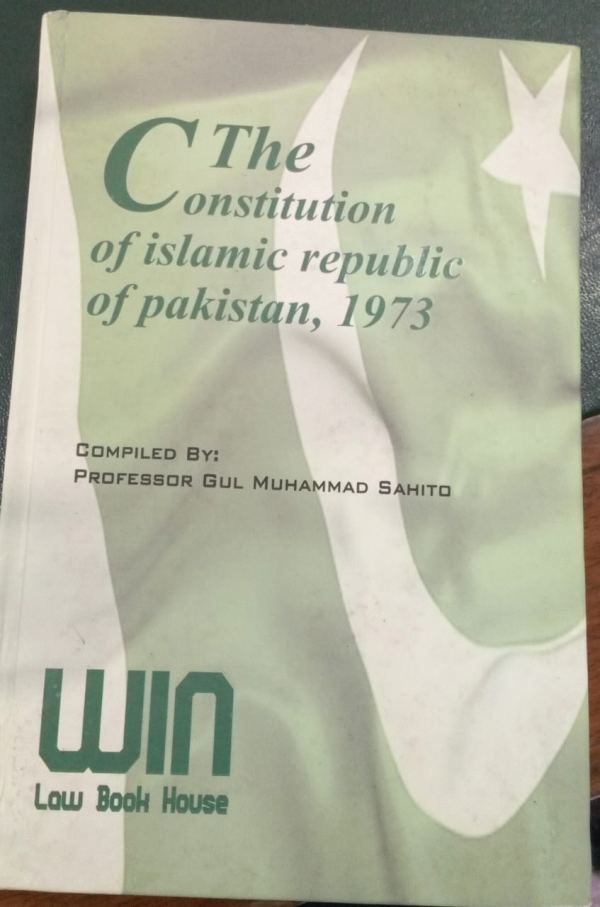 The
Constitution
of islamic republic
of pakistan, 1973
COMPILED BY:
PROFESSOR GUL MUHAMMAD SAHITO
WIN
Law Book House